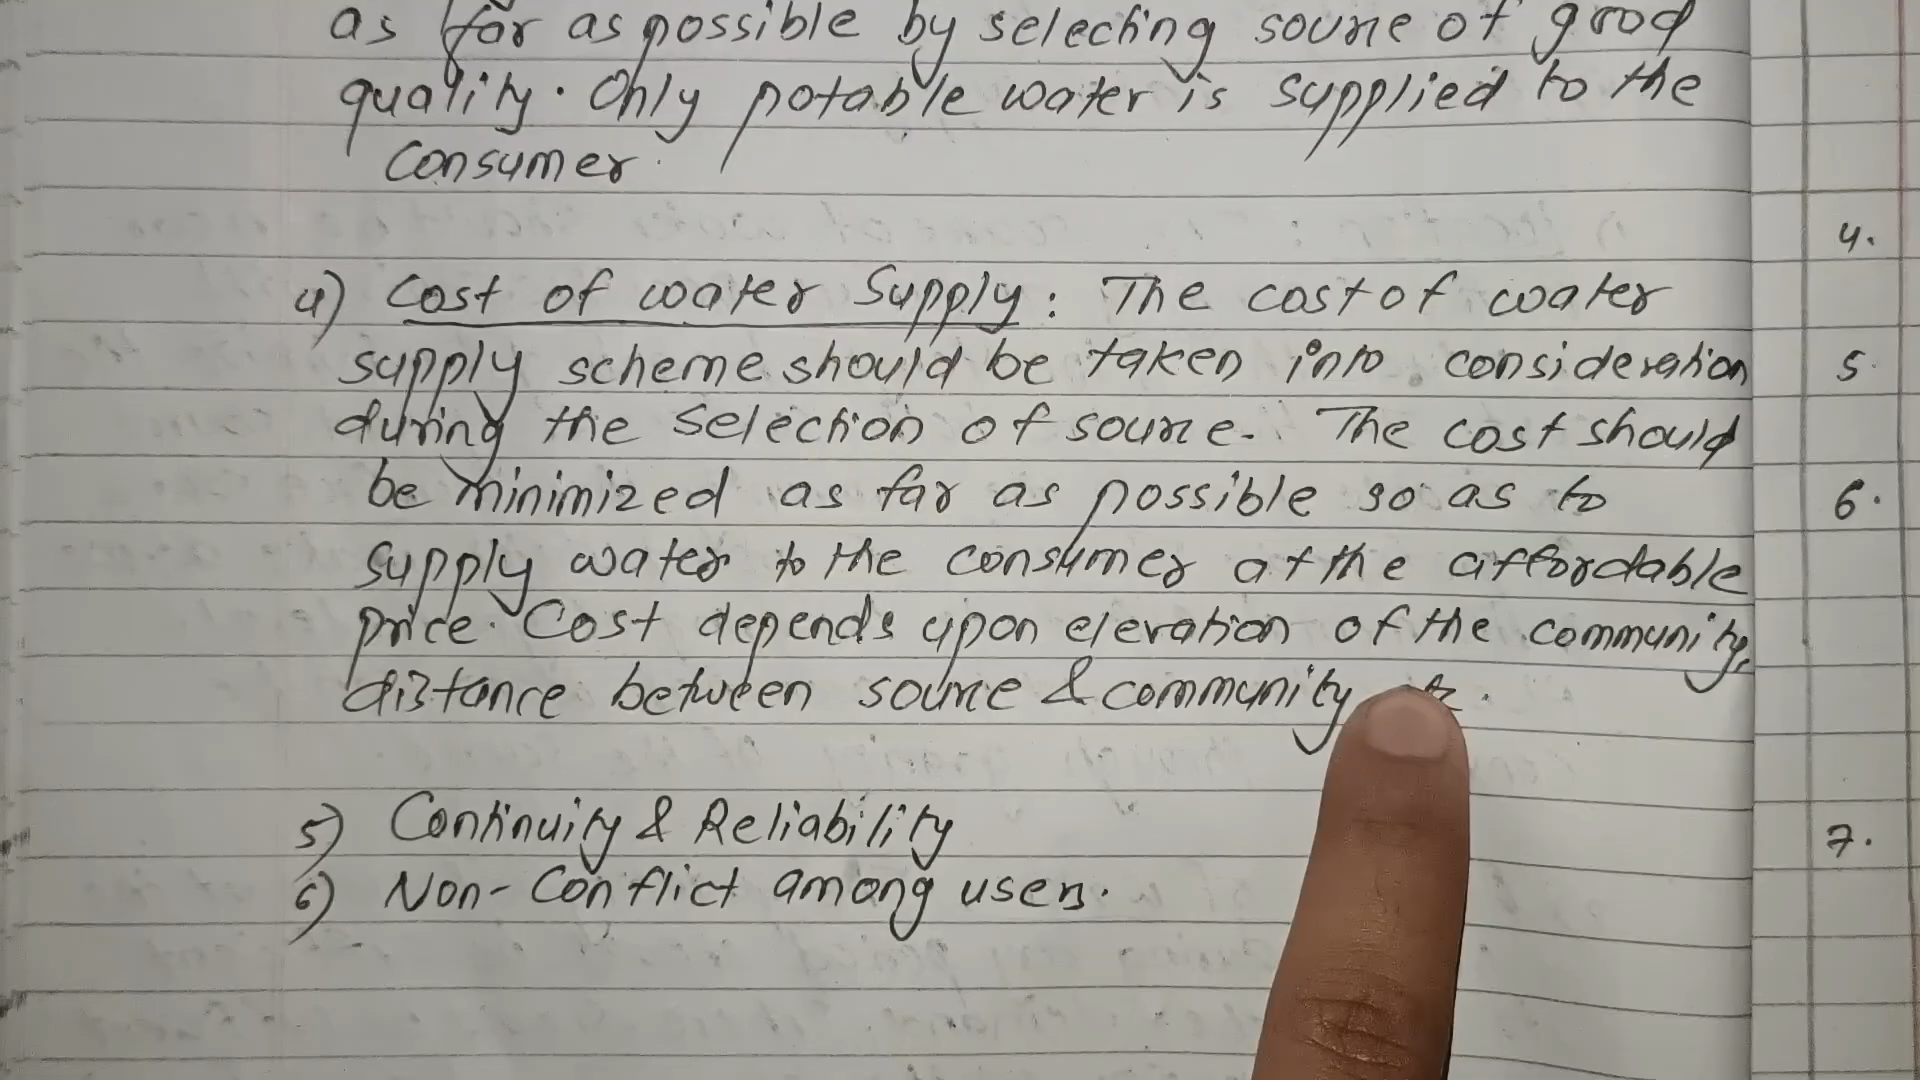 as far as possible by selecting source of good
quality. Only potable water is supplied to the
Consumer.
4) Cost of water Supply: The cost of water
supply scheme should be taken into consideration
during the selection of source. The cost should
be minimized as far as possible so as to
supply water to the consumer at the affordable
price. Cost depends upon elevation of the community,
distance between source & community
5) Continuity & Reliability
6) Non-Conflict among users.
4.
5.
6.
7.